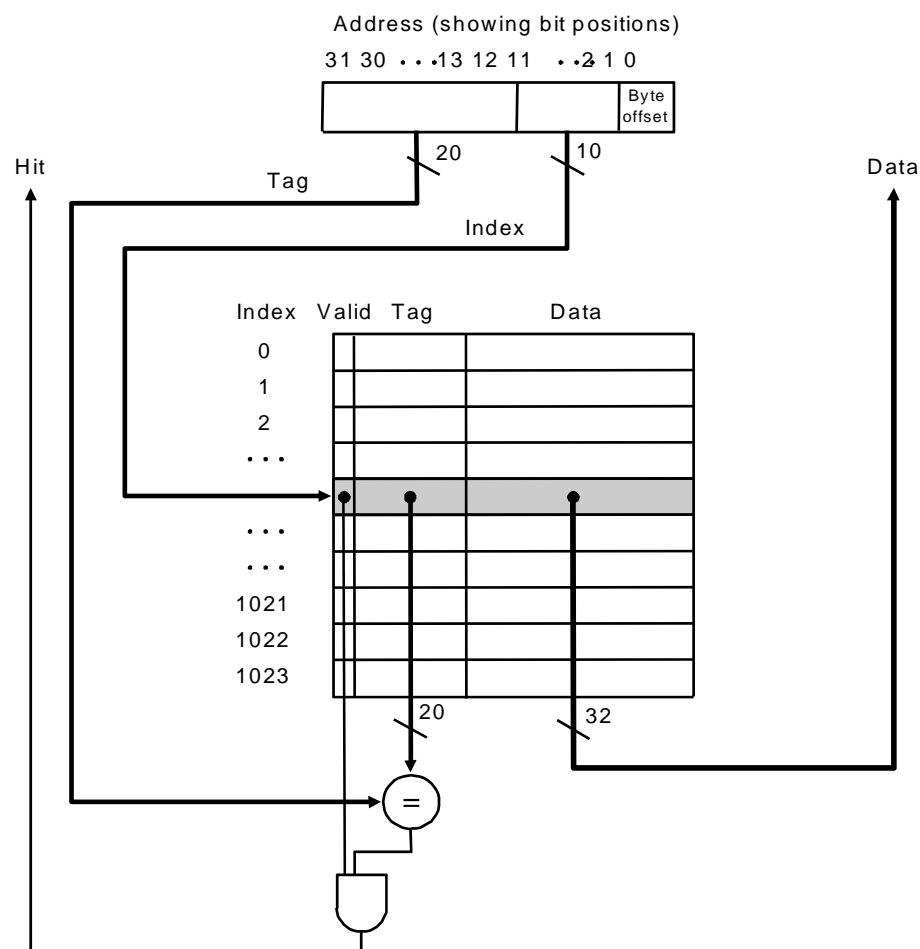 Address (showing bit positions)
31 30 ···13 12 11 ···2 1 0
Byte
offset
20 10
Hit Data
Tag
Index
Index Valid Tag Data
0
1
2
···
···
···
1021
1022
1023
20 32
=